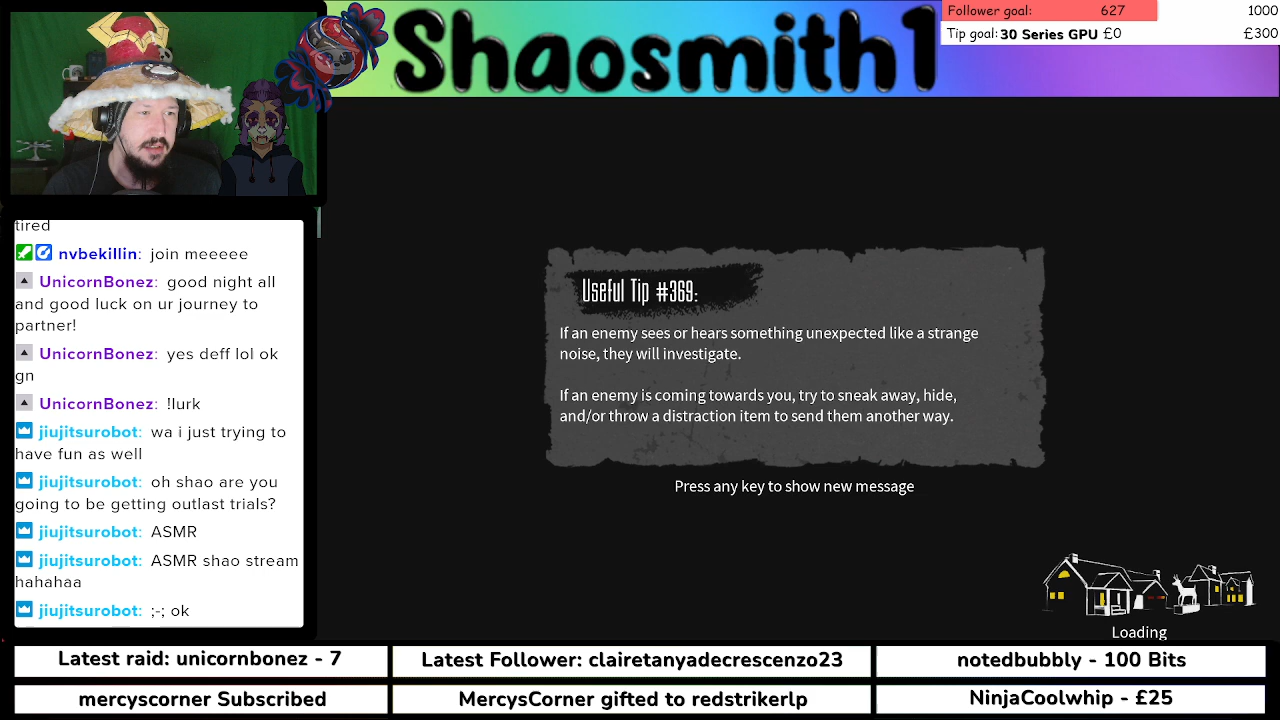 Shaosmith1
Follower goal: 627 1000
Tip goal: 30 Series GPU £0 £300
tired
nvbekillin: join meeeee
UnicornBonez: good night all
and good luck on ur journey to
partner!
UnicornBonez: yes deff lol ok
gn
UnicornBonez: !lurk
jiujitsurobot: wa i just trying to
have fun as well
jiujitsurobot: oh shao are you
going to be getting outlast trials?
jiujitsurobot: ASMR
jiujitsurobot: ASMR shao stream
hahahaa
jiujitsurobot: ;-; ok
Useful Tip #369:
If an enemy sees or hears something unexpected like a strange
noise, they will investigate.
If an enemy is coming towards you, try to sneak away, hide,
and/or throw a distraction item to send them another way.
Press any key to show new message
Loading
Latest raid: unicornbonez - 7
Latest Follower: clairetanyadecrescenzo23
notedbubbly - 100 Bits
mercyscorner Subscribed
MercysCorner gifted to redstrikerlp
NinjaCoolwhip - £25